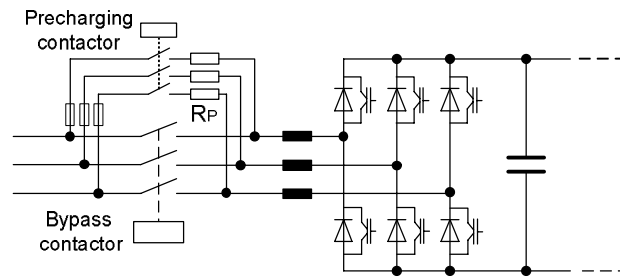 Precharging
contactor
RP
Bypass
contactor